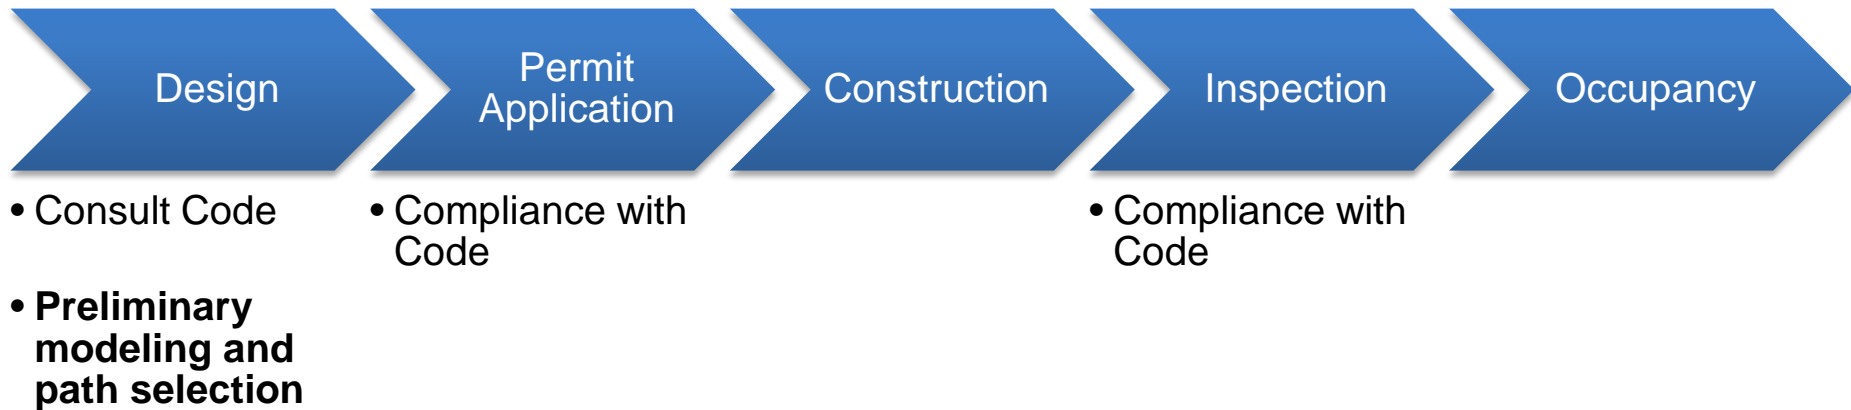 Design
Permit
Application
Construction
Inspection
Occupancy
• Consult Code
• Preliminary
modeling and
path selection
• Compliance with
Code
• Compliance with
Code